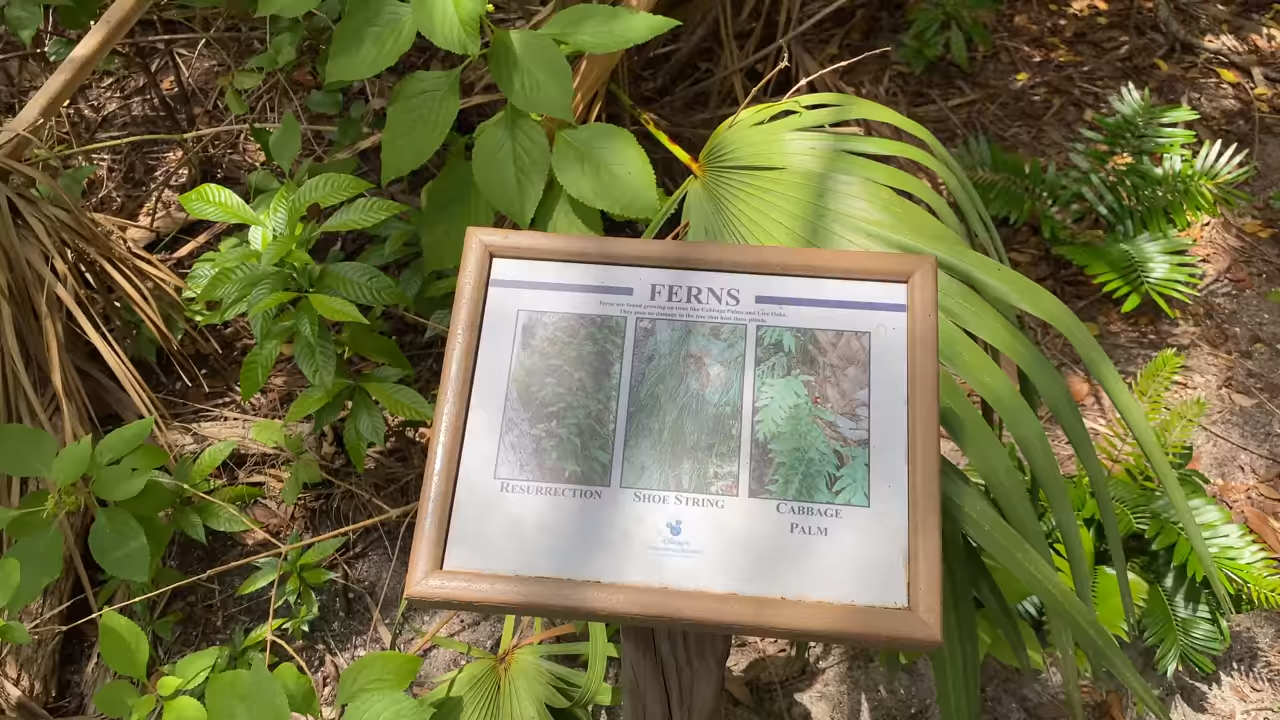 FERNS
Ferns are found growing on trees like Cabbage Palms and Live Oaks.
They pose no damage to the tree that host these plants.
RESURRECTION
SHOE STRING
CABBAGE
PALM